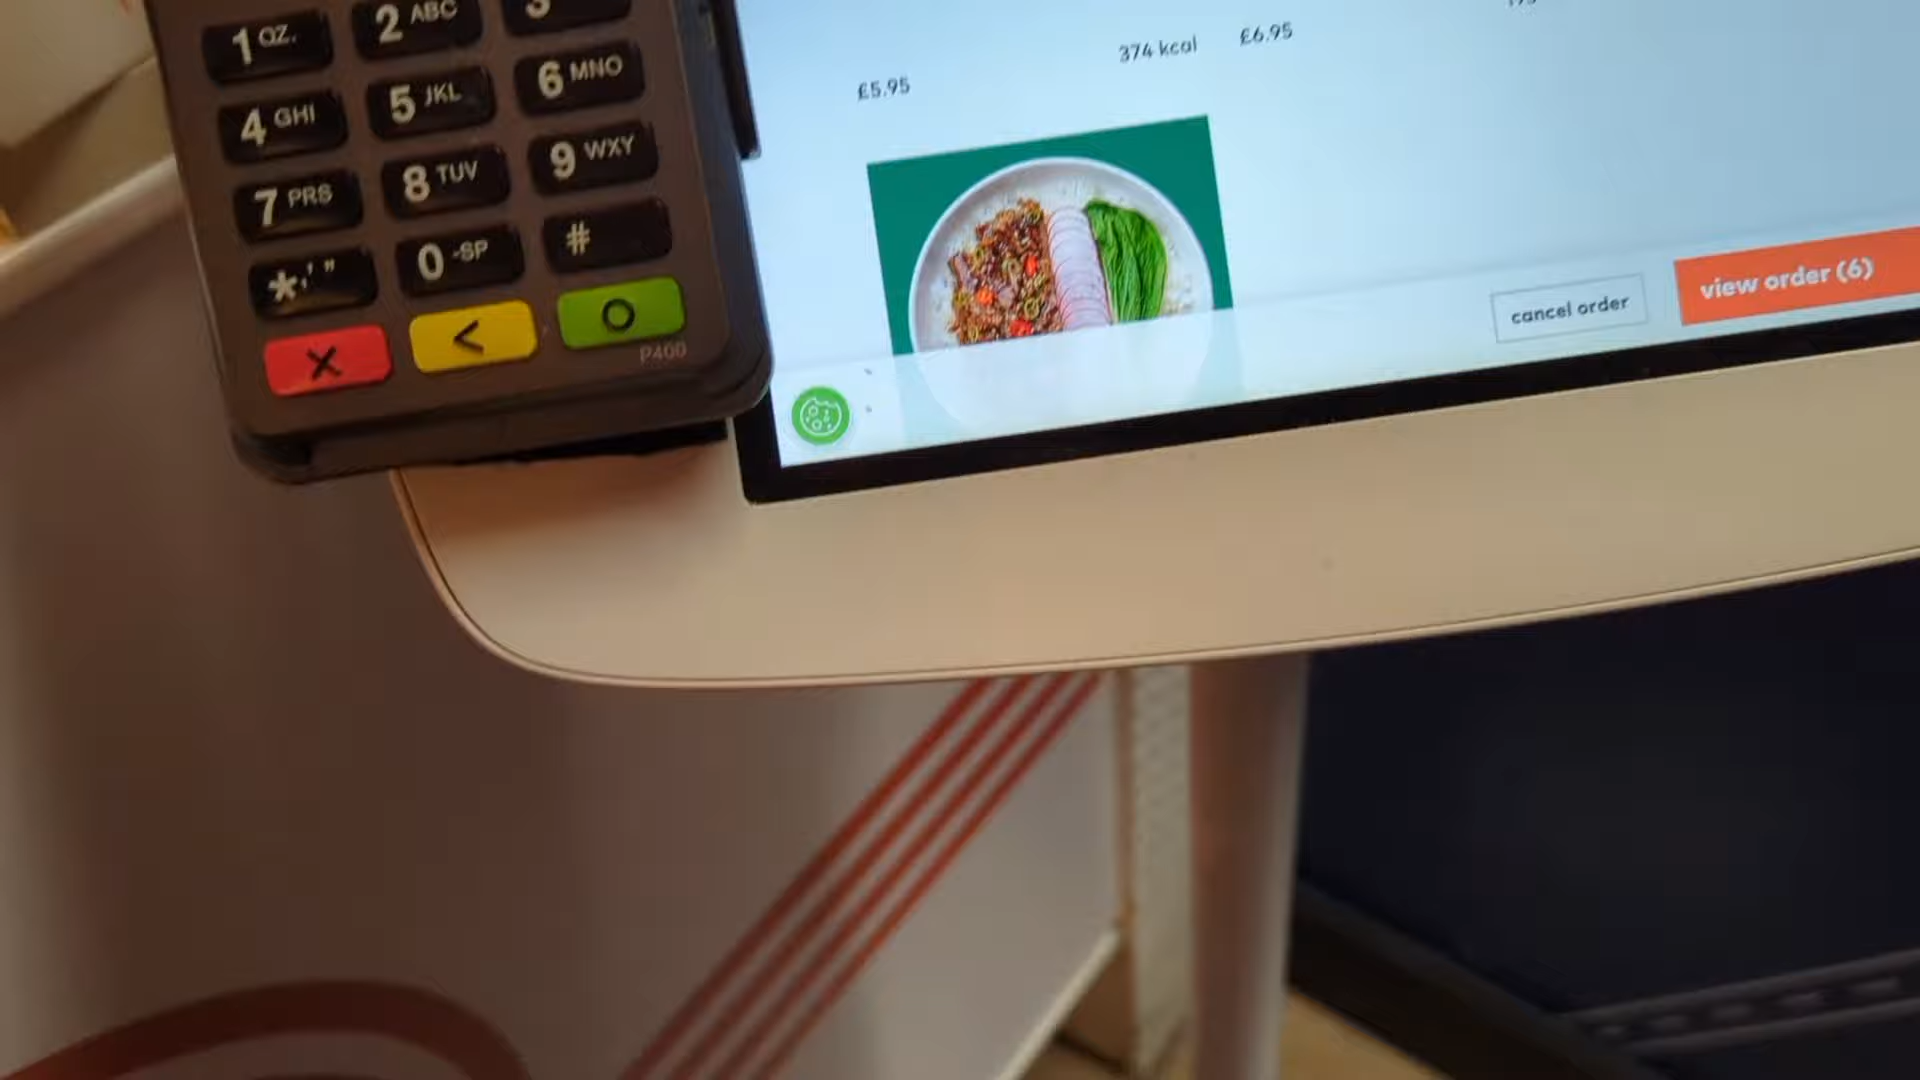 1 QZ.
2 ABC
3
4 GHI
5 JKL
6 MNO
7 PRS
8 TUV
9 WXY
*,' "
0 -SP
#
X
<
O
P400
374 kcal
£6.95
£5.95
cancel order
view order (6)